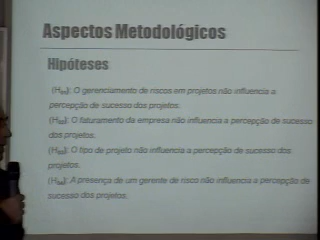 Aspectos Metodológicos
Hipóteses
O gerenciamento de riscos em projetos não influencia a
percepção de sucesso dos projetos.
O faturamento da empresa não influencia a percepção de sucesso
dos projetos.
O tipo de projeto não influencia a percepção de sucesso dos
projetos.
A presença de um gerente de risco não influencia a percepção de
sucesso dos projetos.